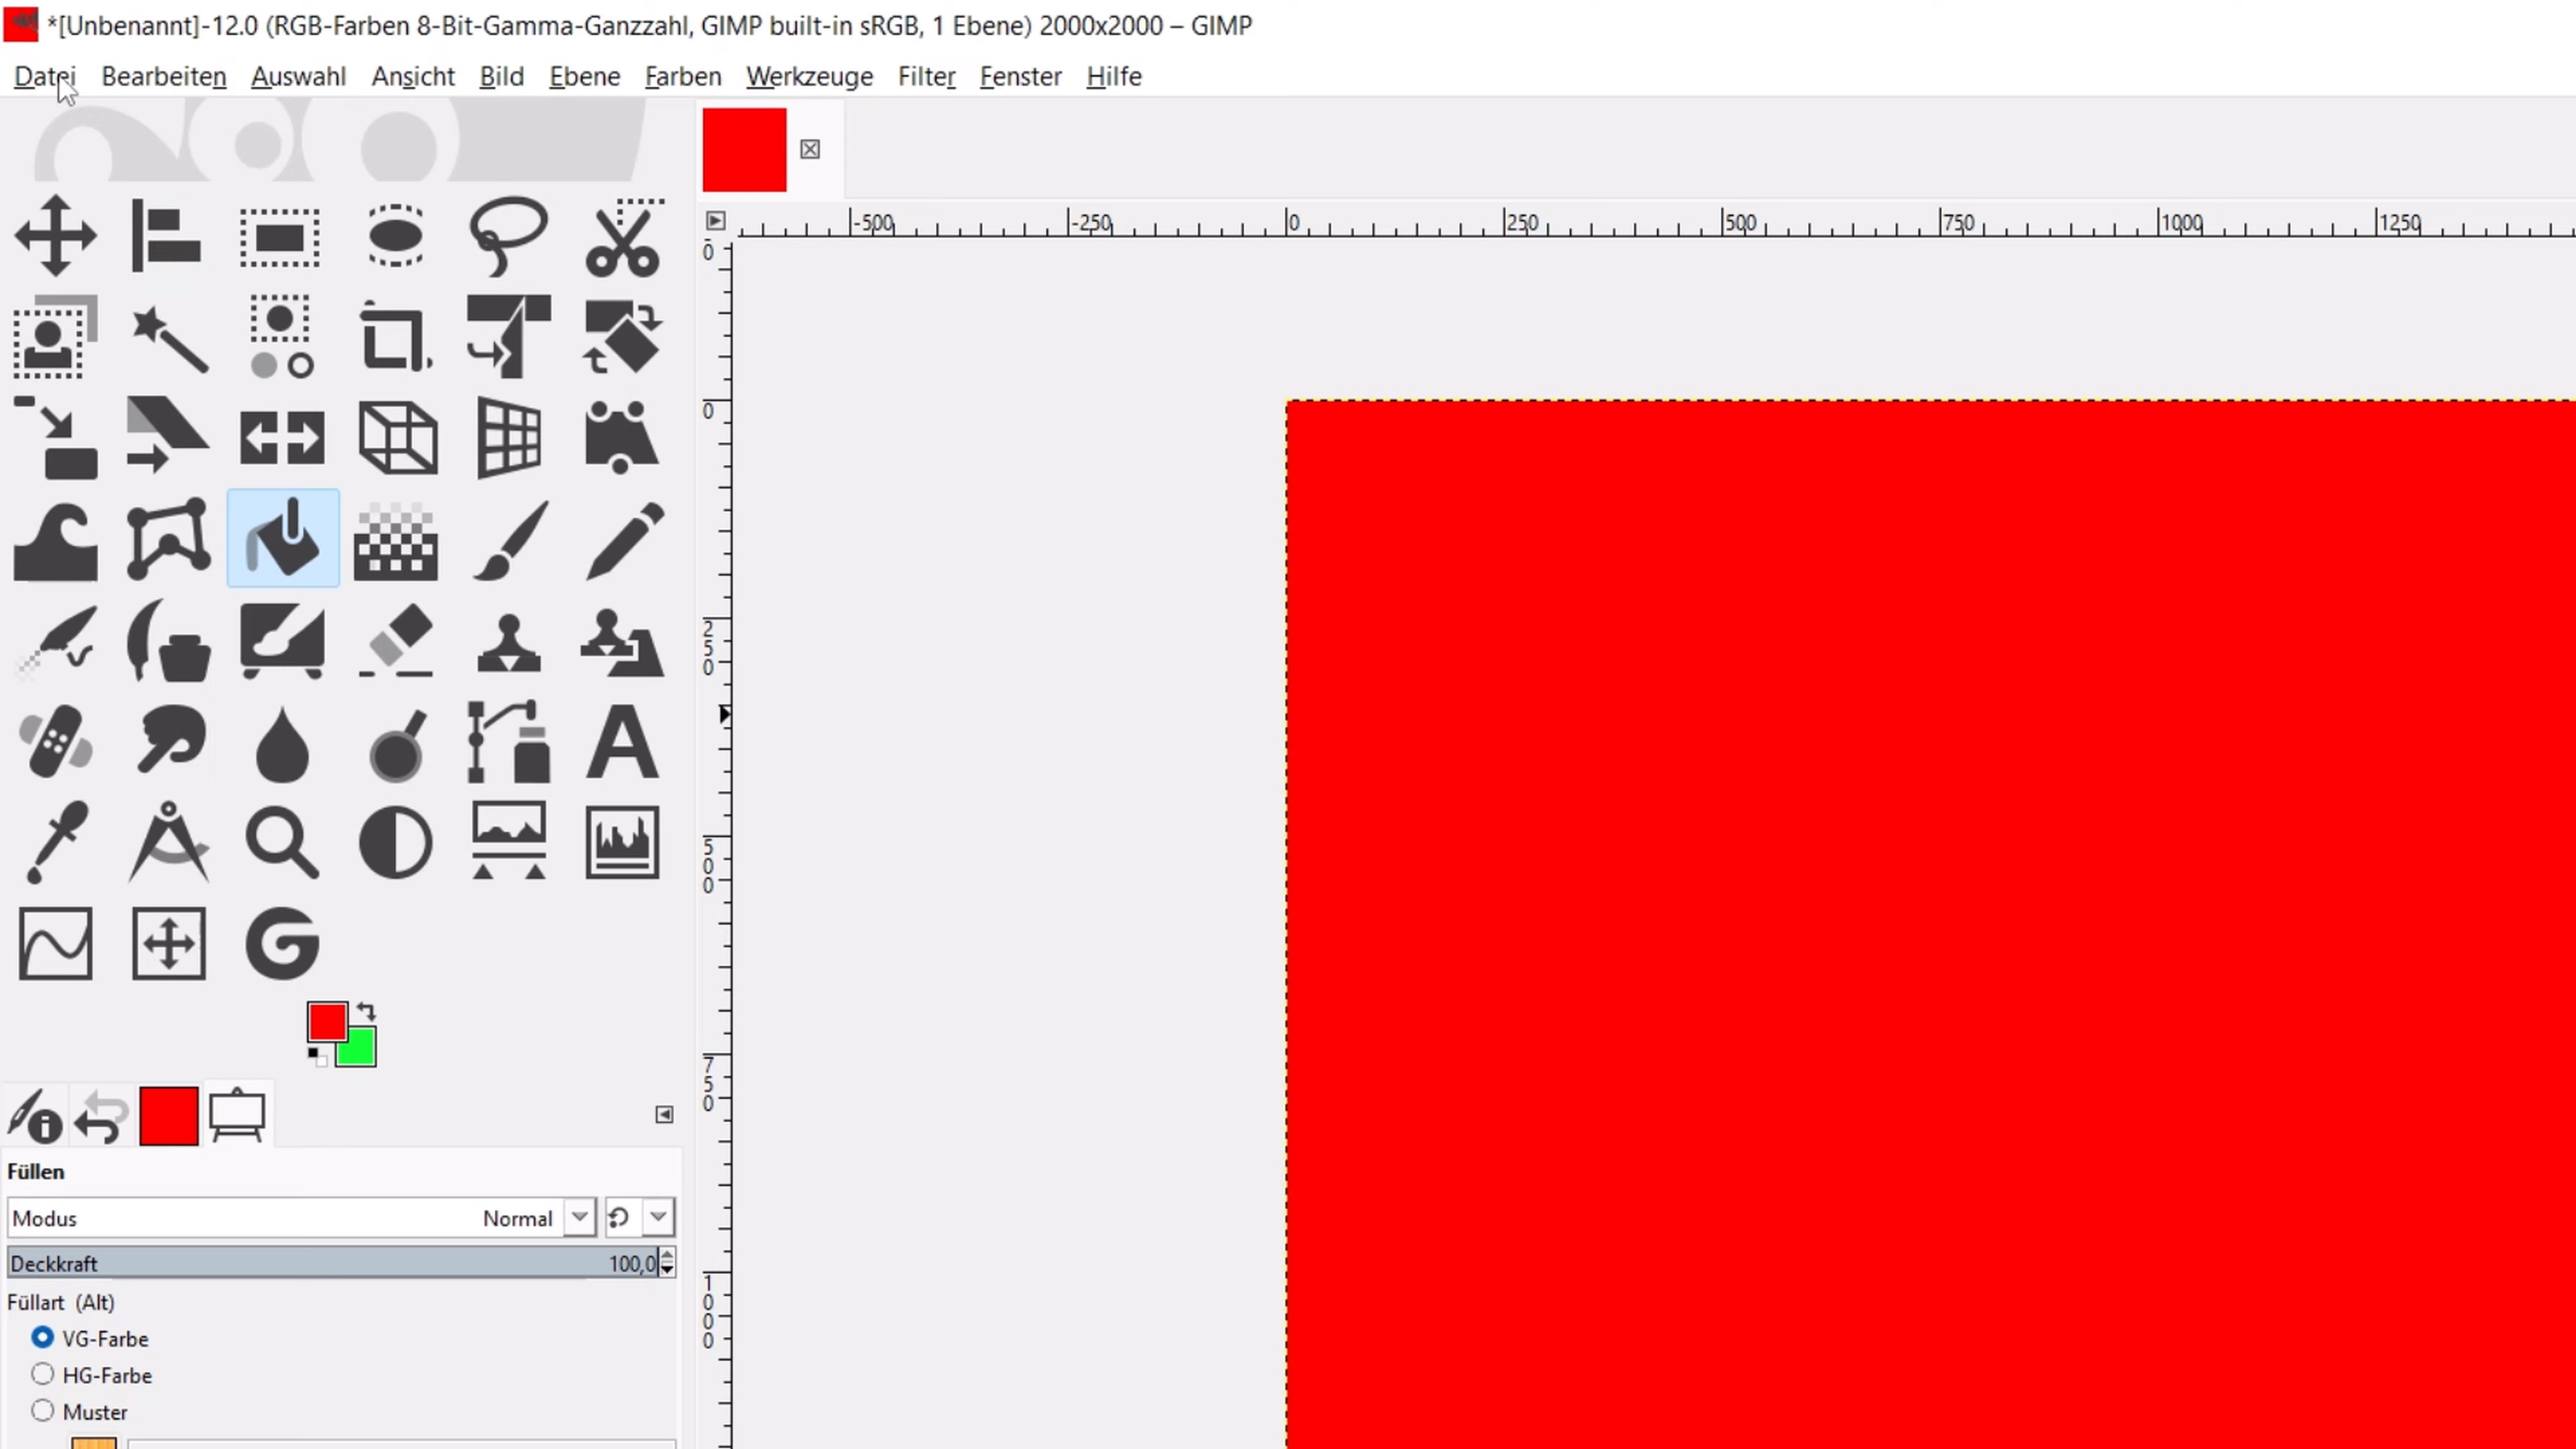 *[Unbenannt]-12.0 (RGB-Farben 8-Bit-Gamma-Ganzzahl, GIMP built-in sRGB, 1 Ebene) 2000x2000 – GIMP
Datei Bearbeiten Auswahl Ansicht Bild Ebene Farben Werkzeuge Filter Fenster Hilfe
-500 -250 0 250 500 750 1000 1250
0
0
250
500
750
1000
Füllen
Modus Normal
Deckkraft 100,0
Füllart (Alt)
VG-Farbe
HG-Farbe
Muster